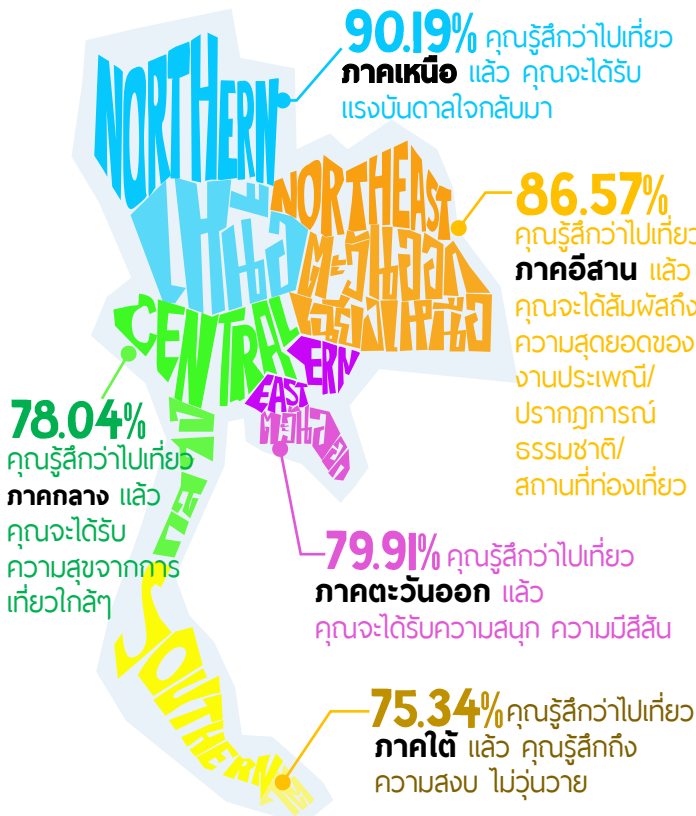 90.19% คุณรู้สึกว่าไปเที่ยว
ภาคเหนือ แล้ว คุณจะได้รับ
แรงบันดาลใจกลับมา
NORTHERN
เหนือ
NORTHEAST
ตะวันออก
เฉียงเหนือ
86.57%
คุณรู้สึกว่าไปเที่ยว
ภาคอีสาน แล้ว
คุณจะได้สัมผัสถึง
ความสุดยอดของ
งานประเพณี/
ปรากฏการณ์
ธรรมชาติ/
สถานที่ท่องเที่ยว
CENTRAL
EASTERN
ตะวันออก
78.04%
คุณรู้สึกว่าไปเที่ยว
ภาคกลาง แล้ว
คุณจะได้รับ
ความสุขจากการ
เที่ยวใกล้ๆ
79.91% คุณรู้สึกว่าไปเที่ยว
ภาคตะวันออก แล้ว
คุณจะได้รับความสนุก ความมีสีสัน
SOUTHERN
75.34% คุณรู้สึกว่าไปเที่ยว
ภาคใต้ แล้ว คุณรู้สึกถึง
ความสงบ ไม่วุ่นวาย